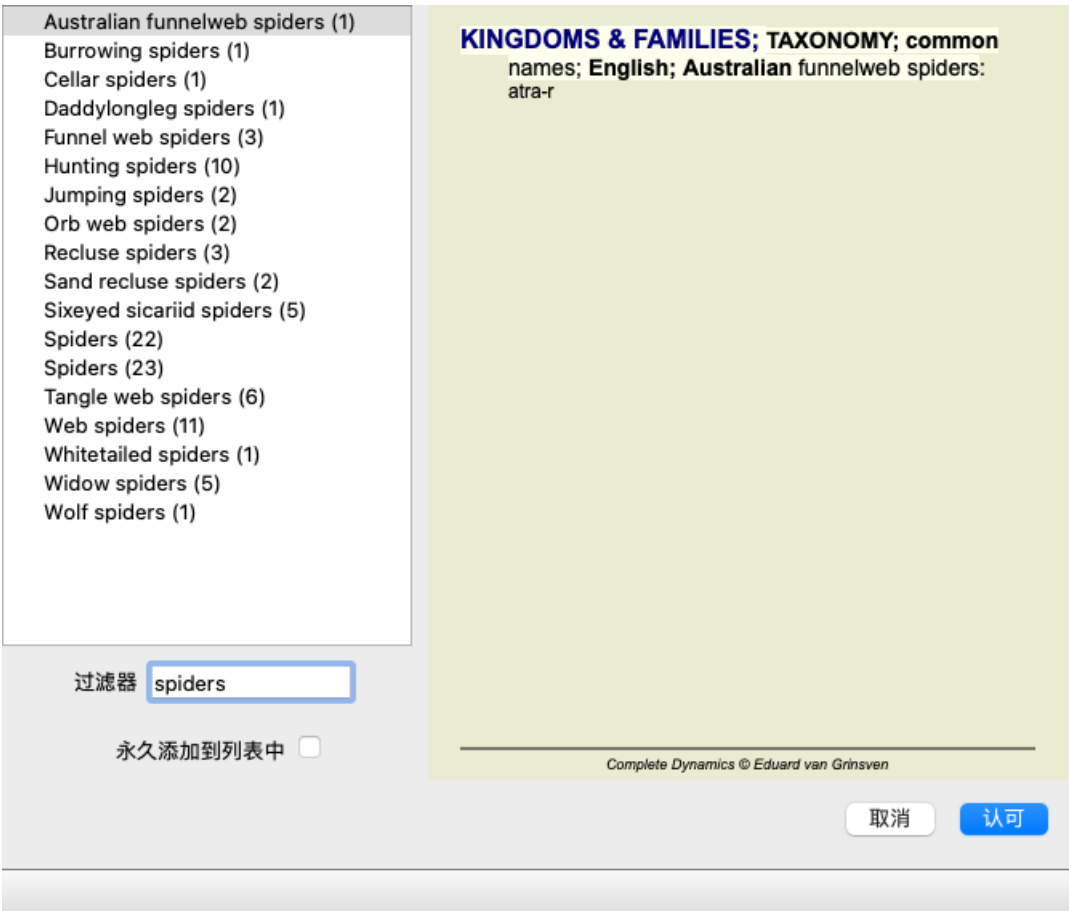 Australian funnelweb spiders (1)
Burrowing spiders (1)
Cellar spiders (1)
Daddylongleg spiders (1)
Funnel web spiders (3)
Hunting spiders (10)
Jumping spiders (2)
Orb web spiders (2)
Recluse spiders (3)
Sand recluse spiders (2)
Sixeyed sicariid spiders (5)
Spiders (22)
Spiders (23)
Tangle web spiders (6)
Web spiders (11)
Whitetailed spiders (1)
Widow spiders (5)
Wolf spiders (1)
过滤器 spiders
永久添加到列表中
KINGDOMS & FAMILIES; TAXONOMY; common
names; English; Australian funnelweb spiders:
atra-r
Complete Dynamics © Eduard van Grinsven
取消 认可